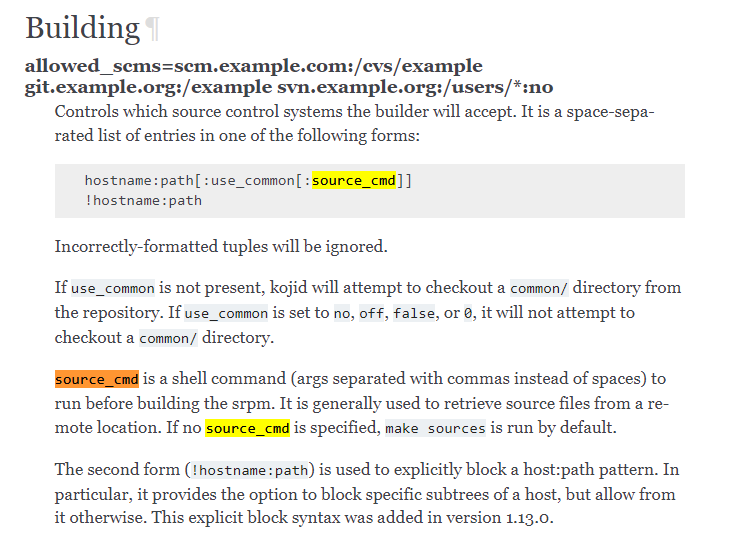 Building ¶
allowed_scms=scm.example.com:/cvs/example
git.example.org:/example svn.example.org:/users/*:no
Controls which source control systems the builder will accept. It is a space-sepa-
rated list of entries in one of the following forms:
hostname:path[:use_common[:source_cmd]]
!hostname:path
Incorrectly-formatted tuples will be ignored.
If use_common is not present, kojid will attempt to checkout a common/ directory from
the repository. If use_common is set to no, off, false, or 0, it will not attempt to
checkout a common/ directory.
source_cmd is a shell command (args separated with commas instead of spaces) to
run before building the srpm. It is generally used to retrieve source files from a re-
mote location. If no source_cmd is specified, make sources is run by default.
The second form (!hostname:path) is used to explicitly block a host:path pattern. In
particular, it provides the option to block specific subtrees of a host, but allow from
it otherwise. This explicit block syntax was added in version 1.13.0.